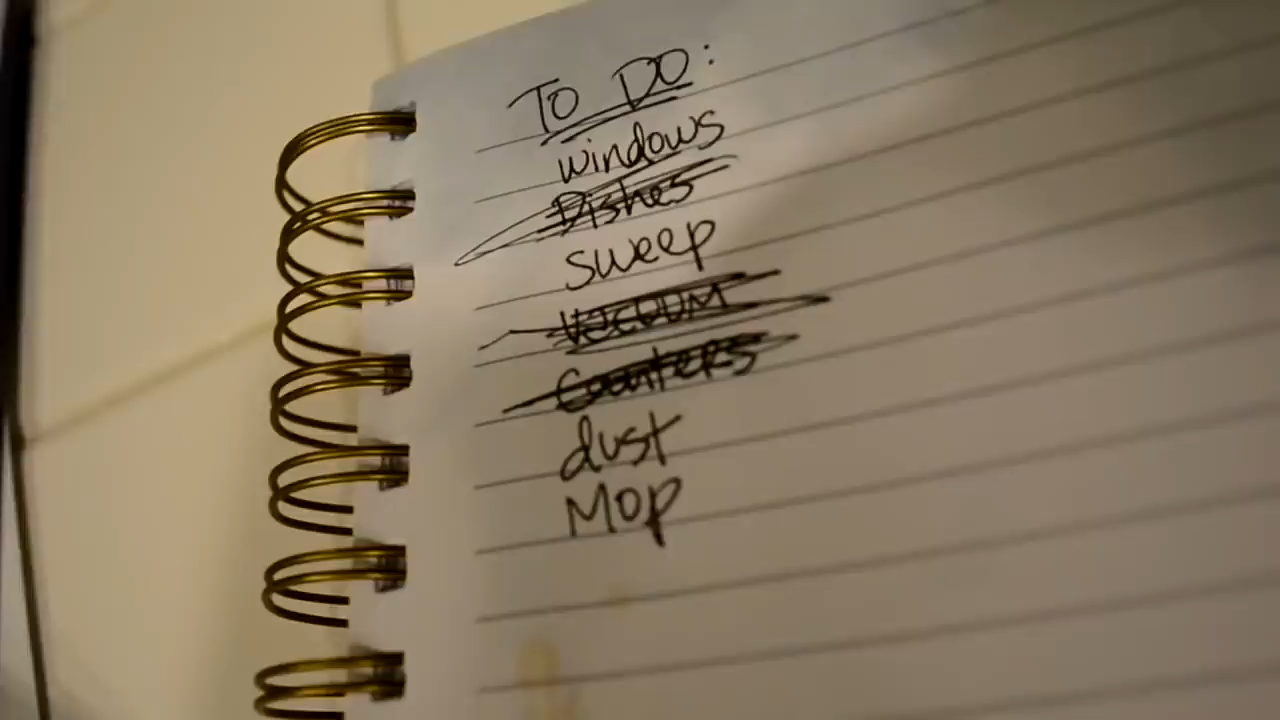 To Do:
windows
Dishes
sweep
VACUUM
Counters
dust
Mop